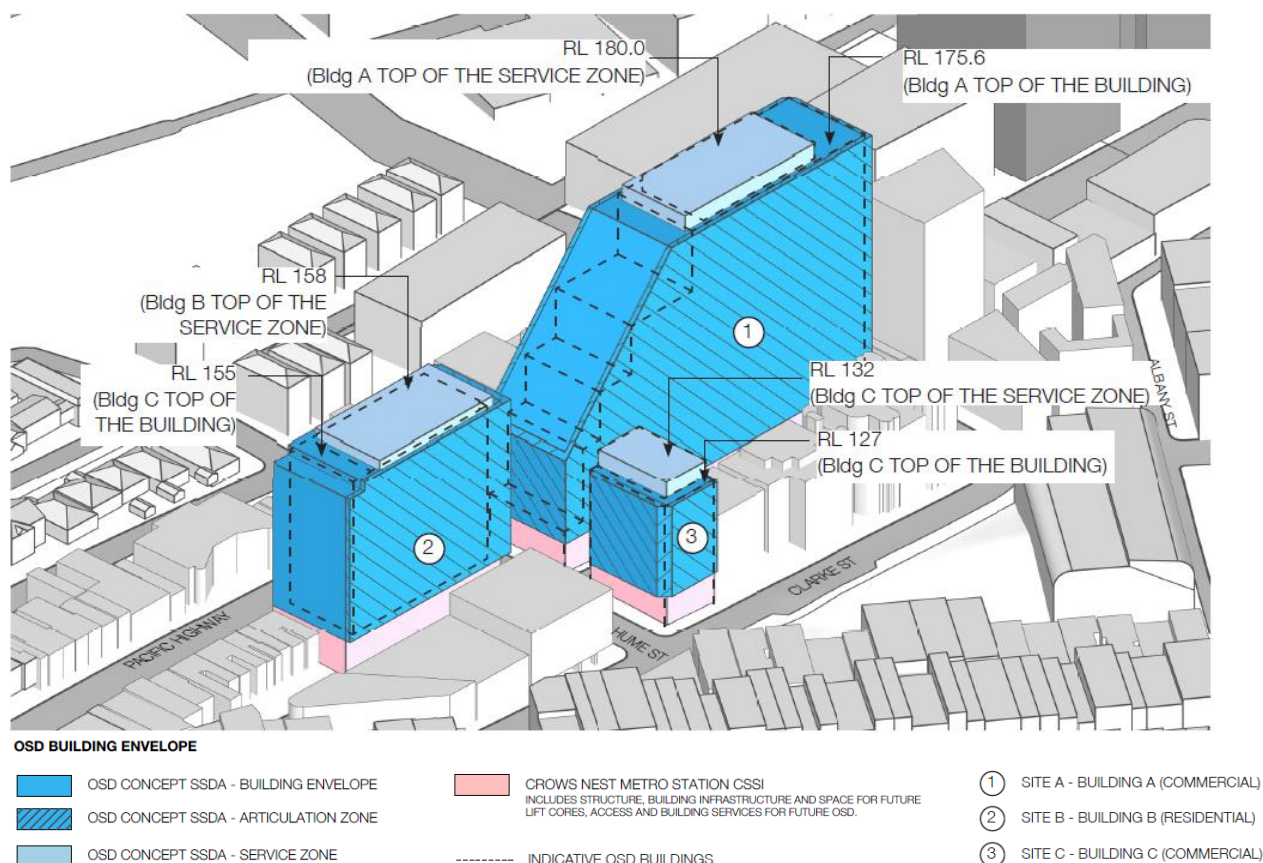 RL 180.0
(Bldg A TOP OF THE SERVICE ZONE)
RL 175.6
(Bldg A TOP OF THE BUILDING)
RL 158
(Bldg B TOP OF THE
SERVICE ZONE)
RL 155
(Bldg C TOP OF
THE BUILDING)
1
RL 132
(Bldg C TOP OF THE SERVICE ZONE)
RL 127
(Bldg C TOP OF THE BUILDING)
ALBANY ST
2
3
CLARKE ST
HUME ST
PACIFIC HIGHWAY
OSD BUILDING ENVELOPE
OSD CONCEPT SSDA - BUILDING ENVELOPE
OSD CONCEPT SSDA - ARTICULATION ZONE
OSD CONCEPT SSDA - SERVICE ZONE
CROWS NEST METRO STATION CSSI
INCLUDES STRUCTURE, BUILDING INFRASTRUCTURE AND SPACE FOR FUTURE
LIFT CORES, ACCESS AND BUILDING SERVICES FOR FUTURE OSD.
INDICATIVE OSD BUILDINGS
1 SITE A - BUILDING A (COMMERCIAL)
2 SITE B - BUILDING B (RESIDENTIAL)
3 SITE C - BUILDING C (COMMERCIAL)